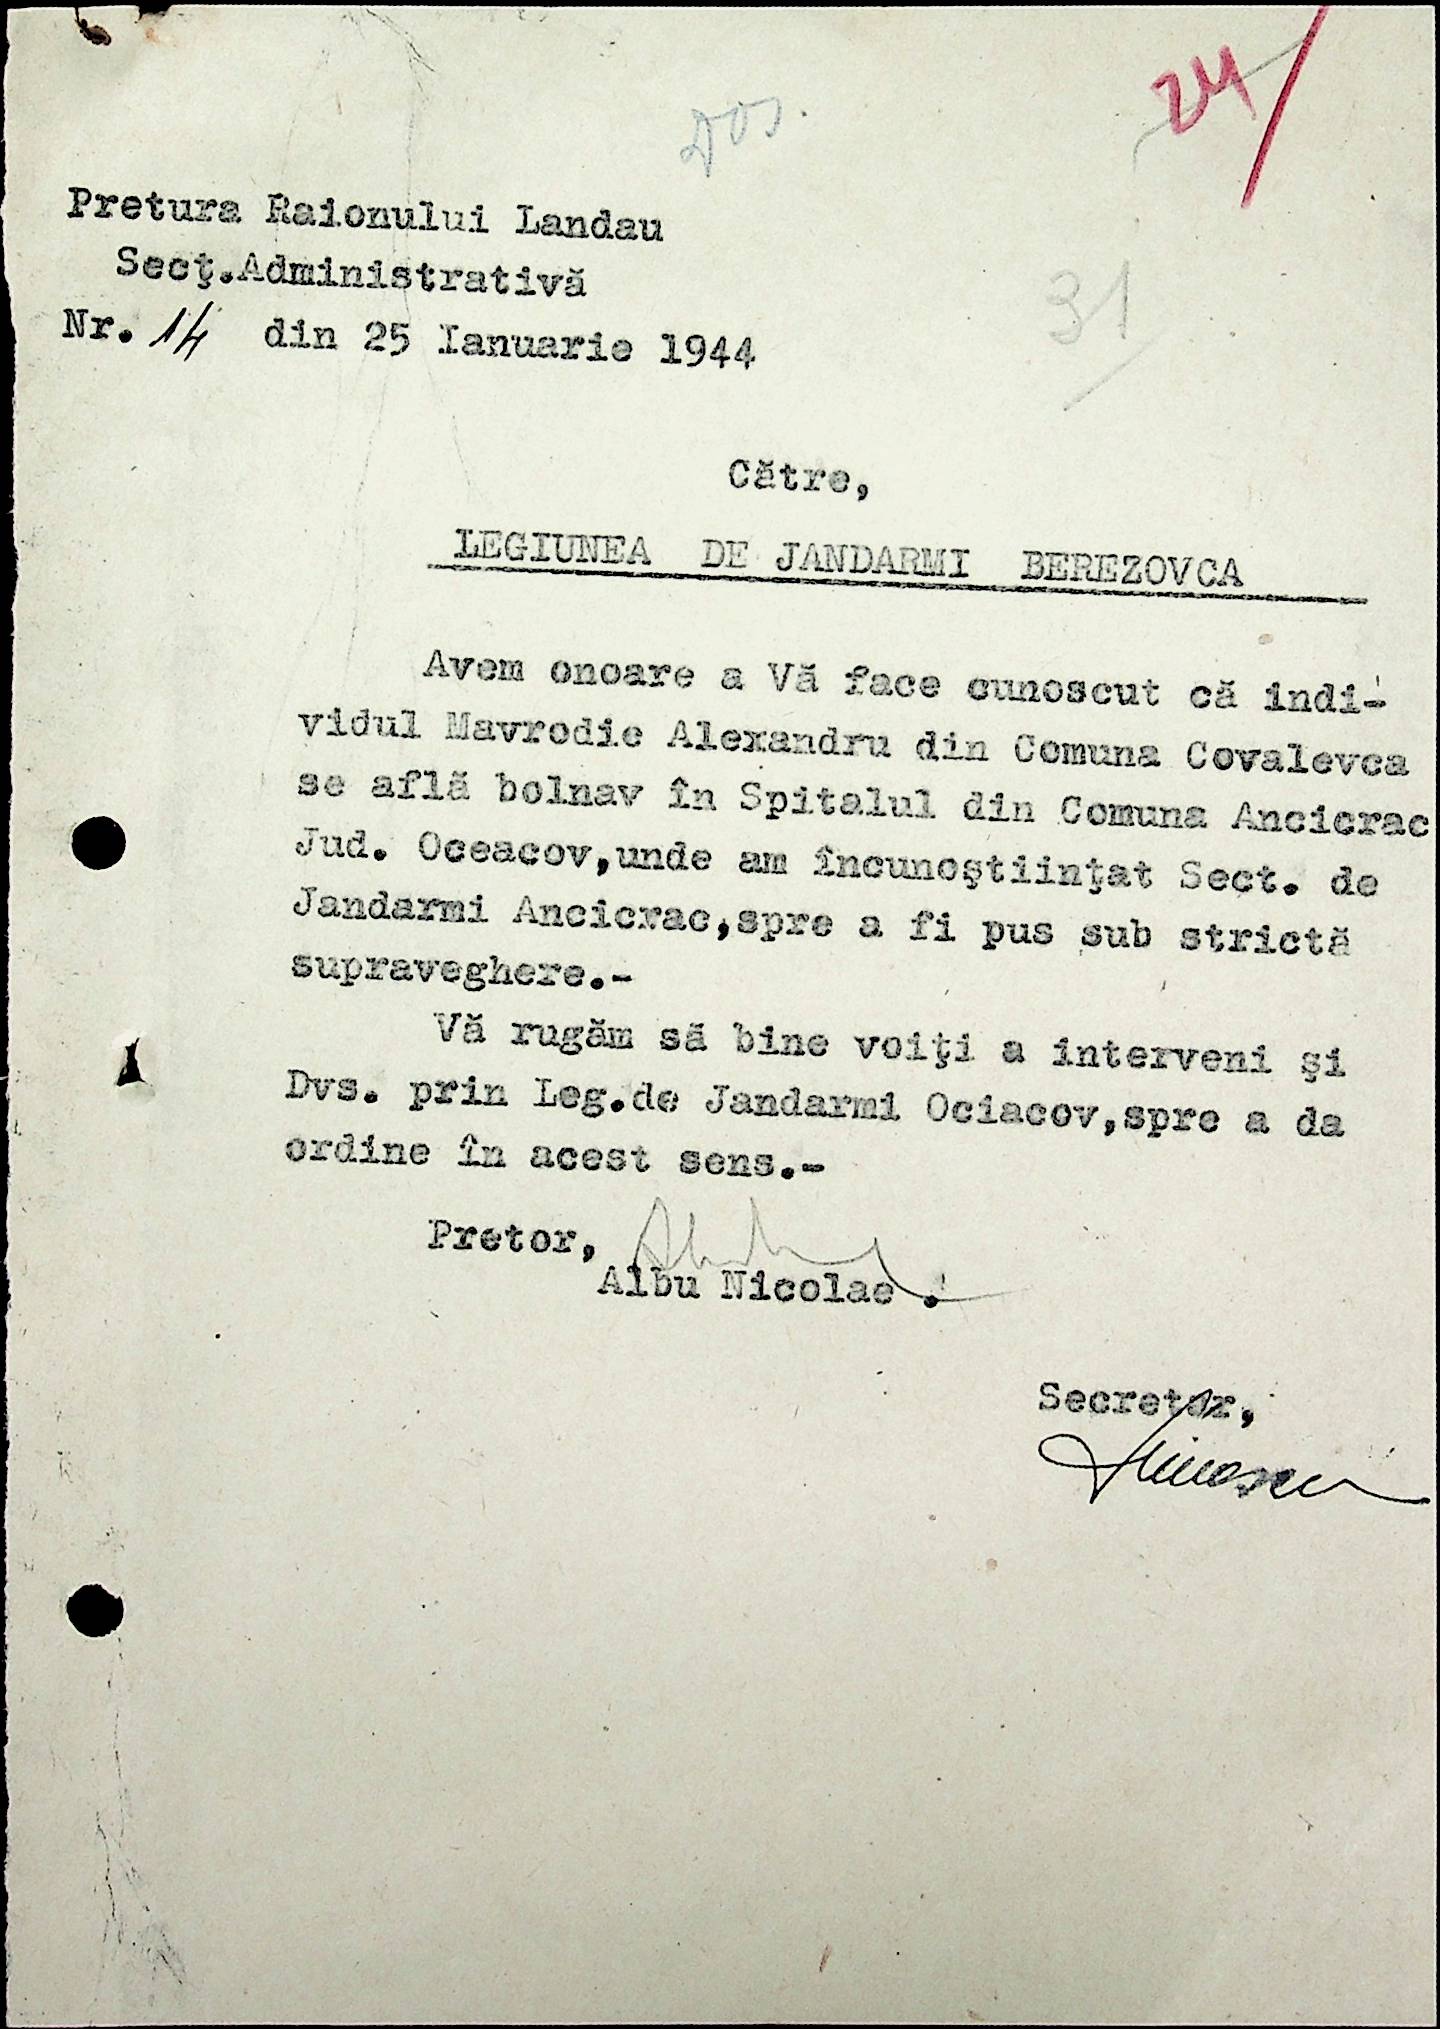 24
Dos.
Pretura Raionului Landau
Secţ.Administrativă
31
Nr. 14 din 25 Ianuarie 1944
Către,
LEGIUNEA DE JANDARMI BEREZOVCA
Avem onoare a Vă face cunoscut că indi-
vidul Mavrodie Alexandru din Comuna Covalevca
se află bolnav în Spitalul din Comuna Ancicrac
Jud. Oceacov,unde am încunoştiinţat Sect. de
Jandarmi Ancicrac,spre a fi pus sub strictă
supraveghere.-
Vă rugăm să bine voiţi a interveni şi
Dvs. prin Leg.de Jandarmi Ociacov,spre a da
ordine în acest sens.-
Pretor,
Albu Nicolae .
Secretar,